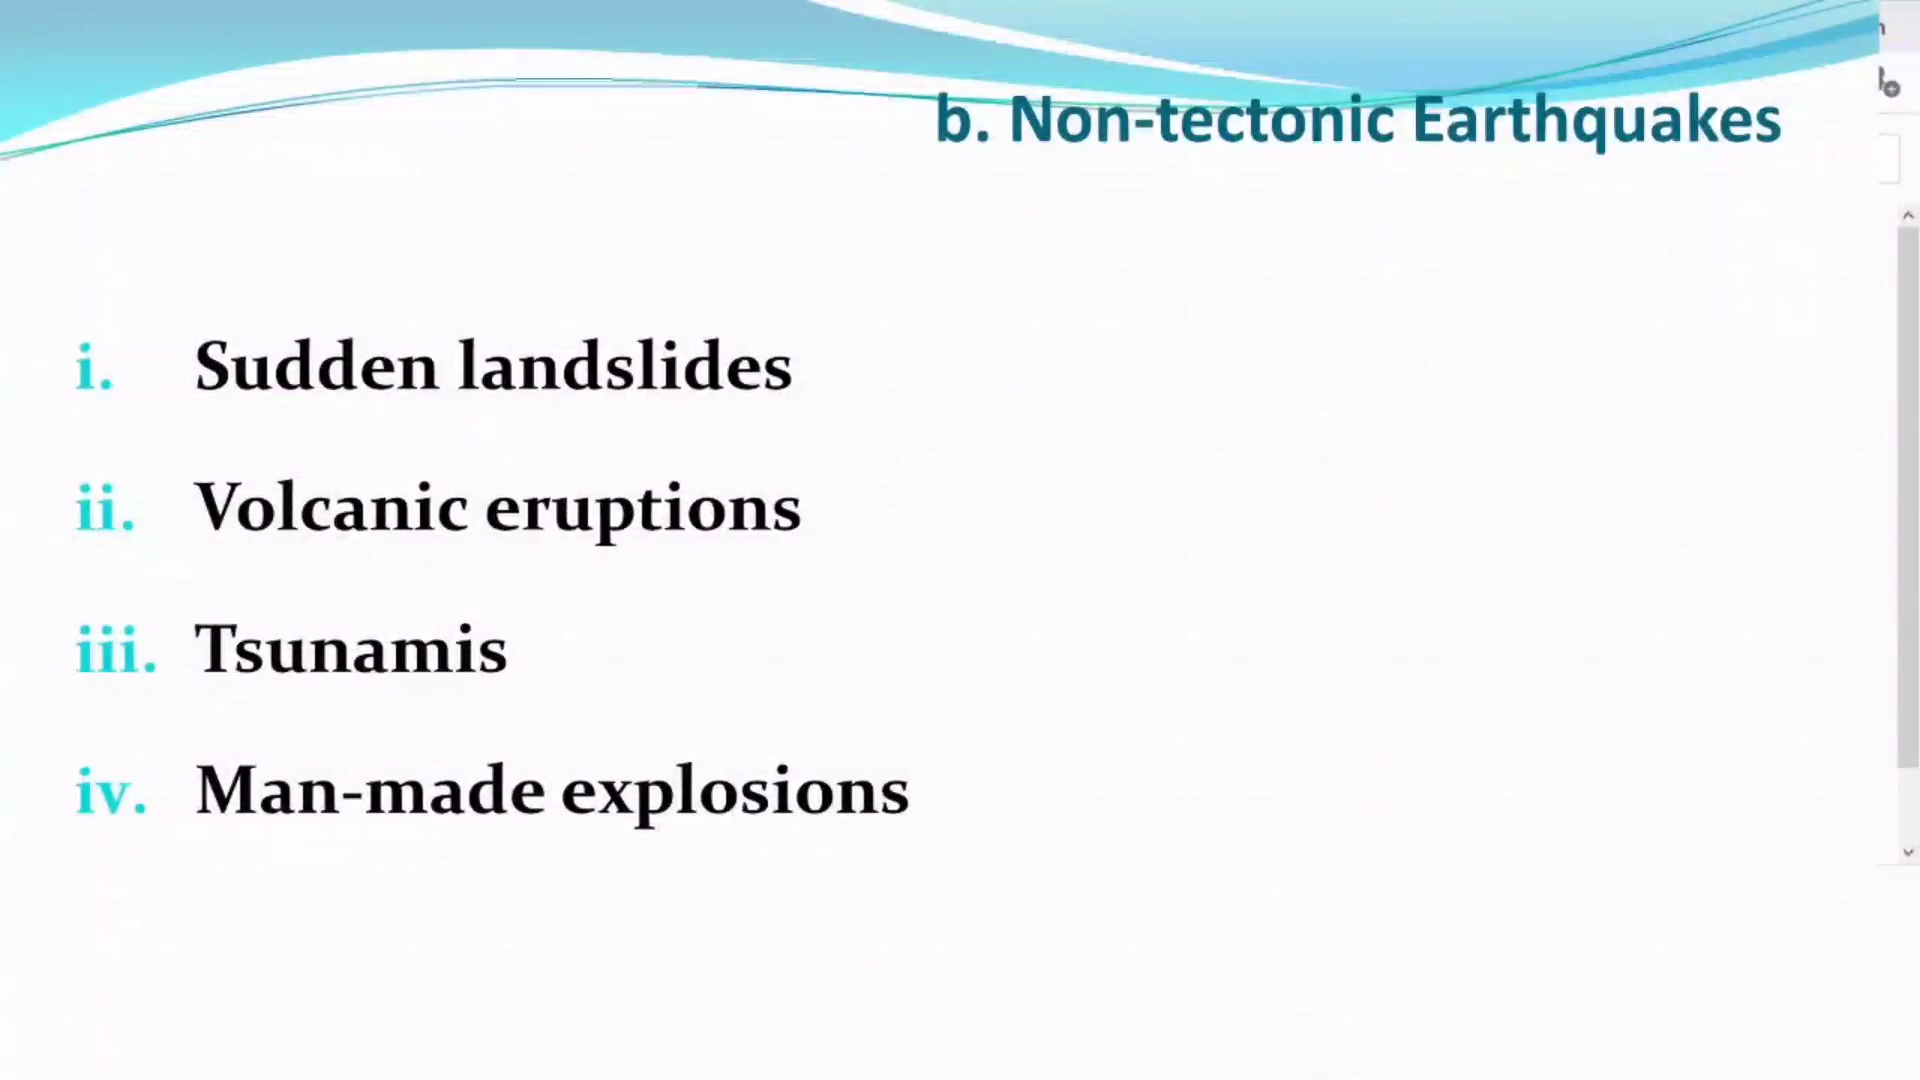 b. Non-tectonic Earthquakes
i. Sudden landslides
ii. Volcanic eruptions
iii. Tsunamis
iv. Man-made explosions